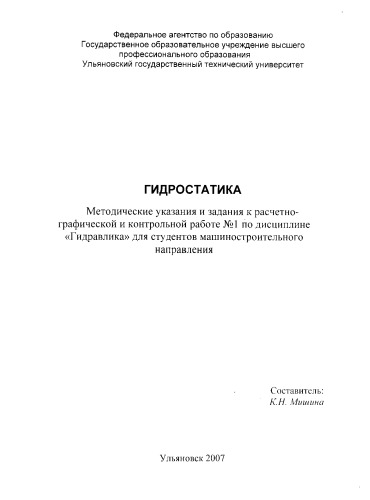 Федеральное агентство по образованию
Государственное образовательное учреждение высшего
профессионального образования
Ульяновский государственный технический университет
ГИДРОСТАТИКА
Методические указания и задания к расчетно-
графической и контрольной работе №1 по дисциплине
«Гидравлика» для студентов машиностроительного
направления
Составитель:
К.Н. Мишина
Ульяновск 2007